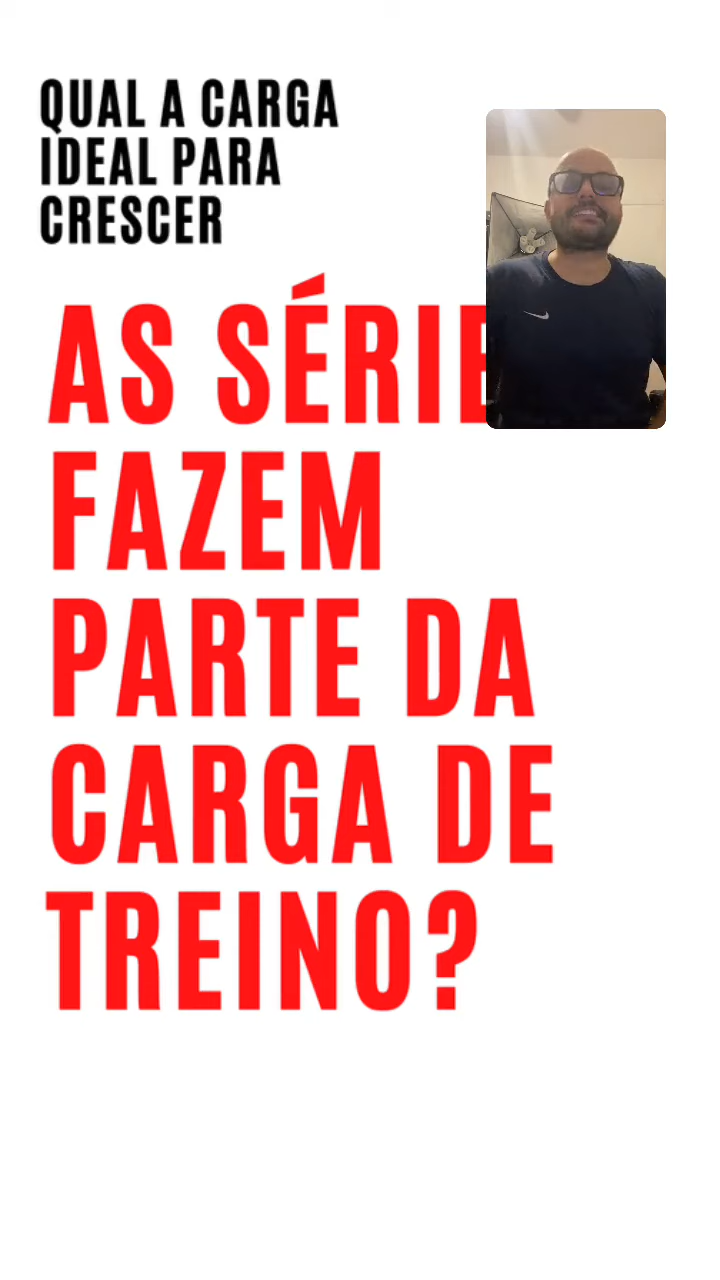 QUAL A CARGA
IDEAL PARA
CRESCER
AS SÉRIE
FAZEM
PARTE DA
CARGA DE
TREINO?